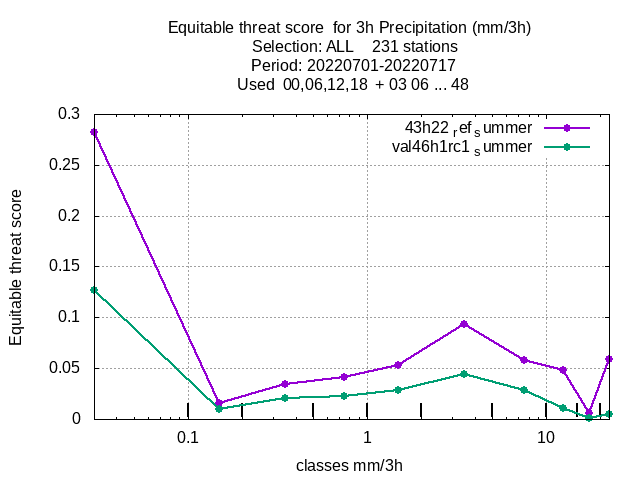 Equitable threat score for 3h Precipitation (mm/3h)
Selection: ALL 231 stations
Period: 20220701-20220717
Used 00,06,12,18 + 03 06 ... 48
0.3
43h22 ref summer
val46h1rc1 summer
0.25
0.2
0.15
0.1
0.05
0
Equitable threat score
0.1 1 10
classes mm/3h